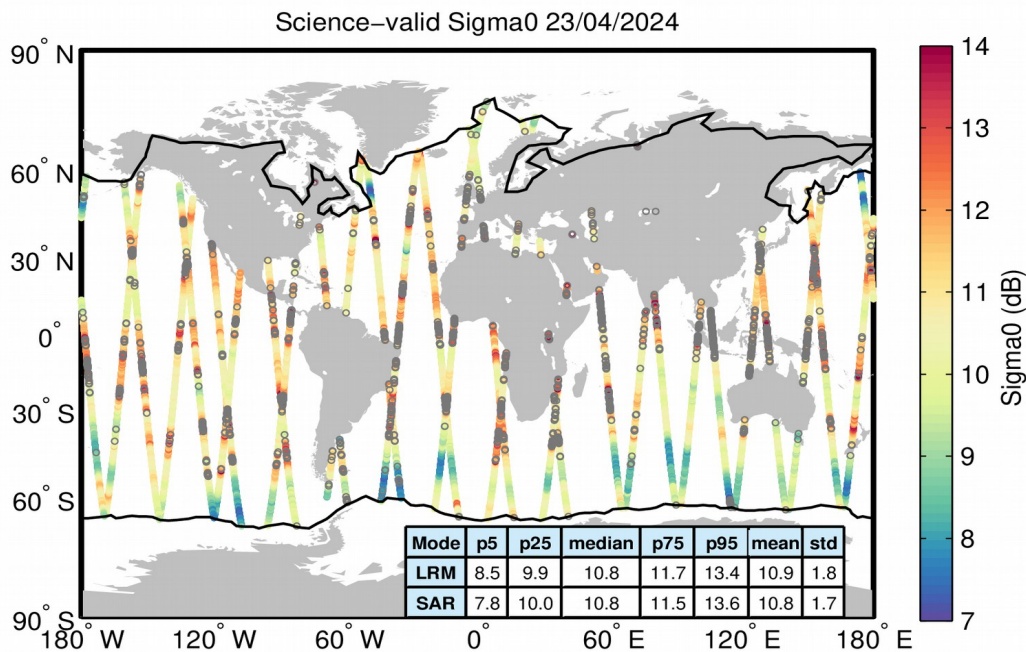 Science–valid Sigma0 23/04/2024
90° N
60° N
30° N
0°
30° S
60° S
90° S
180° W
120° W
60° W
0°
60° E
120° E
180° E
14
13
12
11
10
9
8
7
Sigma0 (dB)
Mode p5 p25 median p75 p95 mean std
LRM 8.5 9.9 10.8 11.7 13.4 10.9 1.8
SAR 7.8 10.0 10.8 11.5 13.6 10.8 1.7